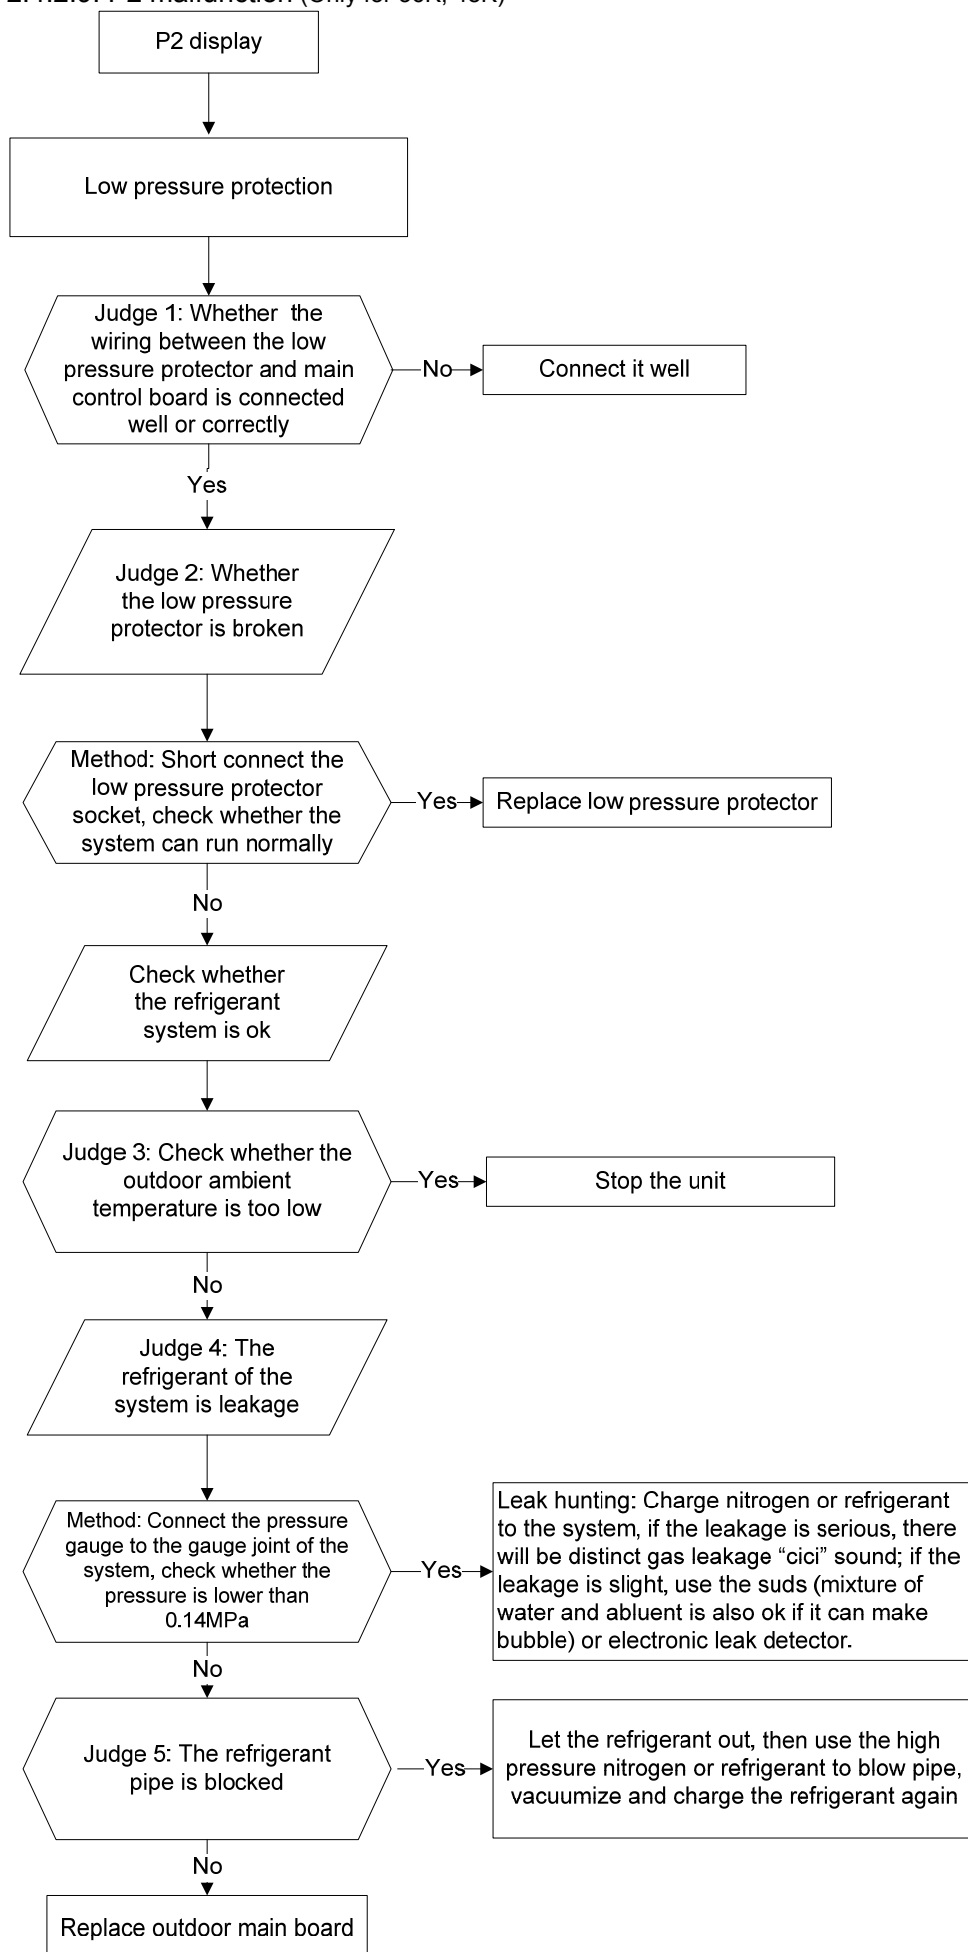 P2 malfunction
P2 display
Low pressure protection
Judge 1: Whether the
wiring between the low
pressure protector and main
control board is connected
well or correctly
No
Connect it well
Yes
Judge 2: Whether
the low pressure
protector is broken
Method: Short connect the
low pressure protector
socket, check whether the
system can run normally
Yes
Replace low pressure protector
No
Check whether
the refrigerant
system is ok
Judge 3: Check whether the
outdoor ambient
temperature is too low
Yes
Stop the unit
No
Judge 4: The
refrigerant of the
system is leakage
Method: Connect the pressure
gauge to the gauge joint of the
system, check whether the
pressure is lower than
0.14MPa
Yes
Leak hunting: Charge nitrogen or refrigerant
to the system, if the leakage is serious, there
will be distinct gas leakage “cici” sound; if the
leakage is slight, use the suds (mixture of
water and abluent is also ok if it can make
bubble) or electronic leak detector.
No
Judge 5: The refrigerant
pipe is blocked
Yes
Let the refrigerant out, then use the high
pressure nitrogen or refrigerant to blow pipe,
vacuumize and charge the refrigerant again
No
Replace outdoor main board